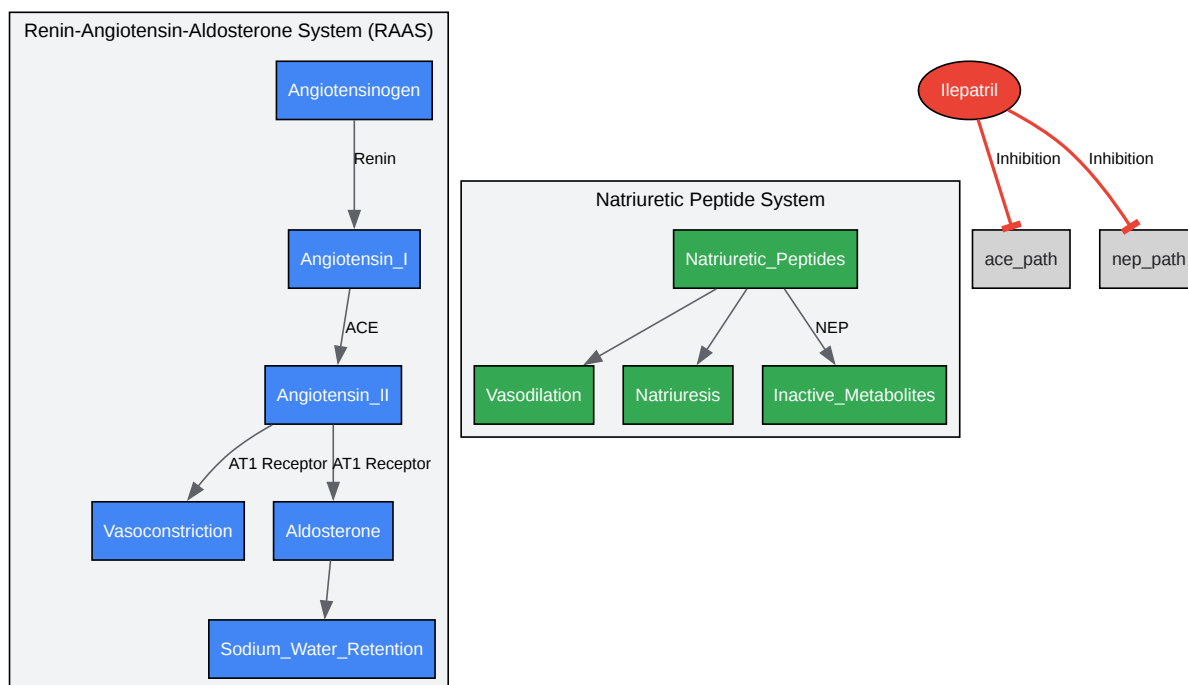 Renin-Angiotensin-Aldosterone System (RAAS)
Angiotensinogen
Renin
Angiotensin_I
ACE
Angiotensin_II
AT1 Receptor
AT1 Receptor
Vasoconstriction
Aldosterone
Sodium_Water_Retention
Natriuretic Peptide System
Natriuretic_Peptides
NEP
Vasodilation
Natriuresis
Inactive_Metabolites
Ilepatril
Inhibition
Inhibition
ace_path
nep_path